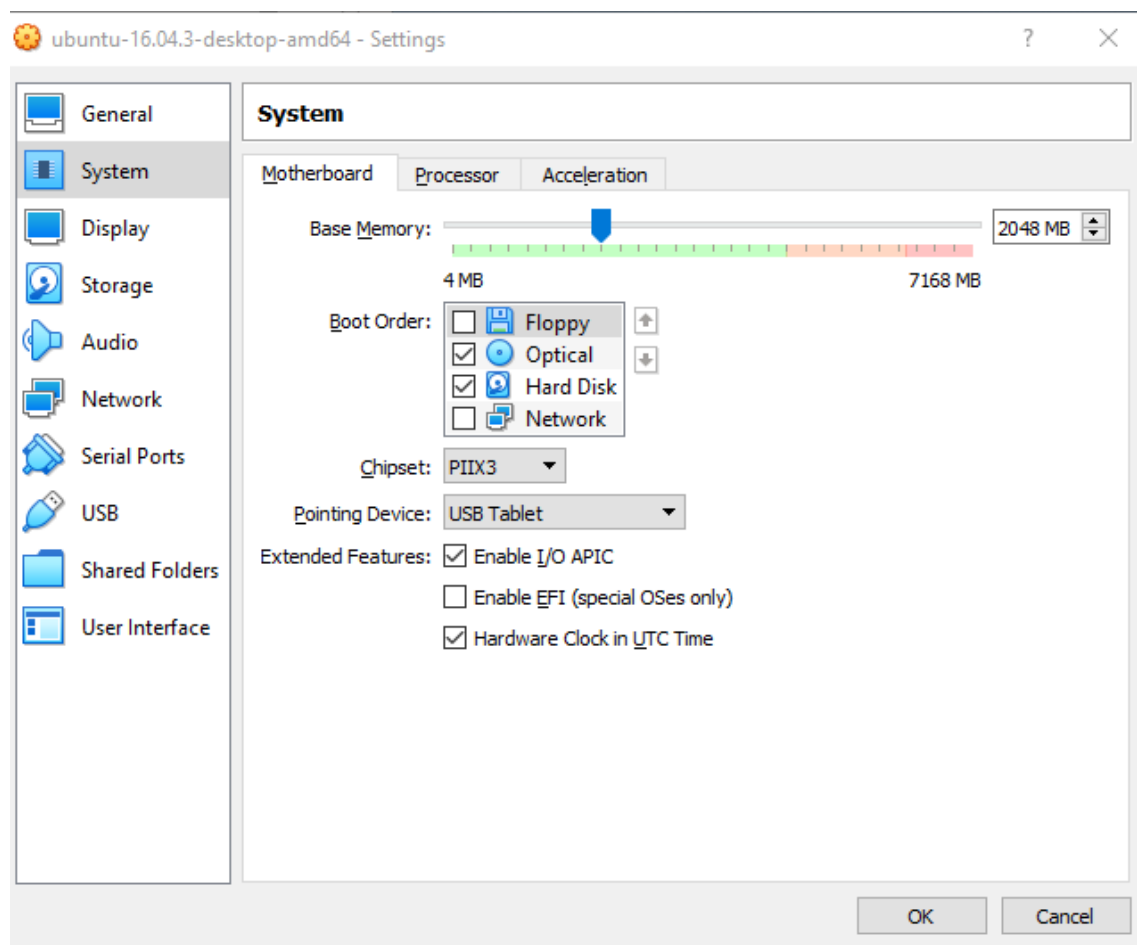 ubuntu-16.04.3-desktop-amd64 - Settings ?
General
System
Display
Storage
Audio
Network
Serial Ports
USB
Shared Folders
User Interface
System
Motherboard Processor Acceleration
Base Memory: 2048 MB
4 MB 7168 MB
Boot Order: Floppy
Optical
Hard Disk
Network
Chipset: PIIX3
Pointing Device: USB Tablet
Extended Features: Enable I/O APIC
Enable EFI (special OSes only)
Hardware Clock in UTC Time
OK Cancel